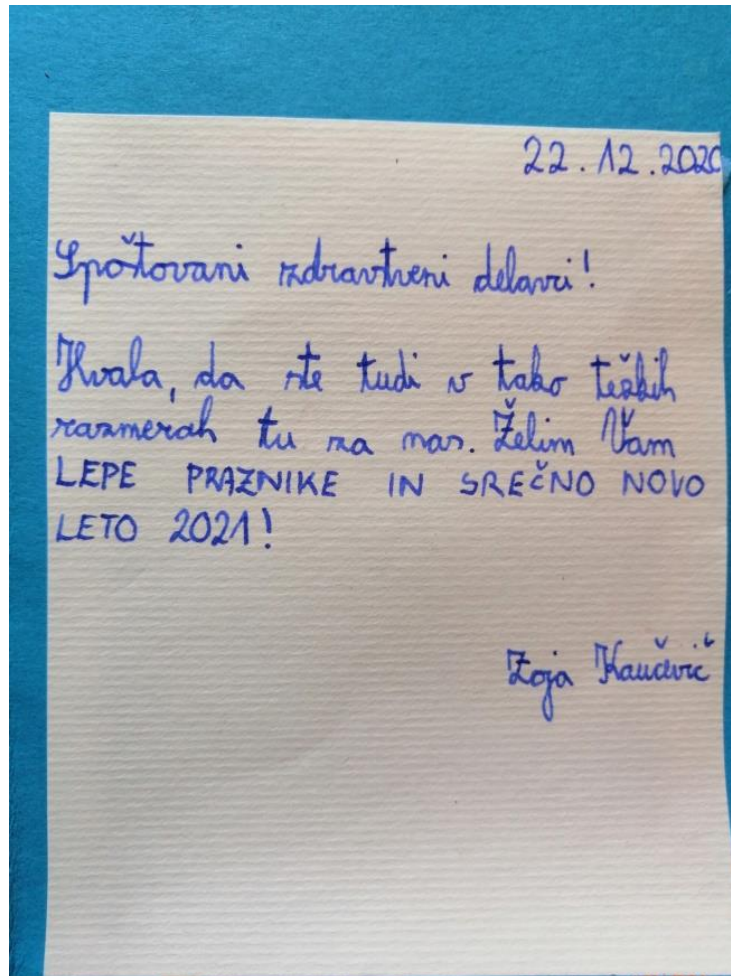 22.12.2020
Spoštovani zdravstveni delavci!
Hvala, da ste tudi v tako težkih
razmerah tu za nas. Želim Vam
LEPE PRAZNIKE IN SREČNO NOVO
LETO 2021!
Zoja Kaučevič